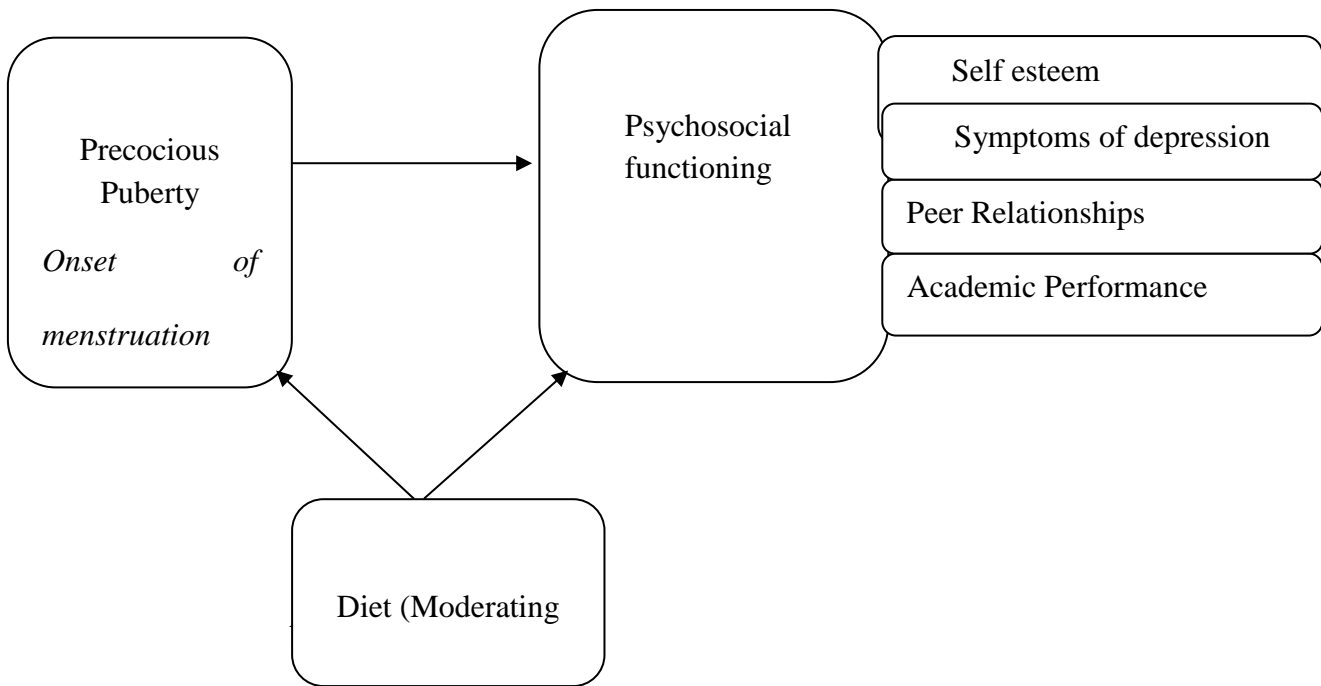 Precocious
Puberty
Onset of
menstruation
Psychosocial
functioning
Self esteem
Symptoms of depression
Peer Relationships
Academic Performance
Diet (Moderating